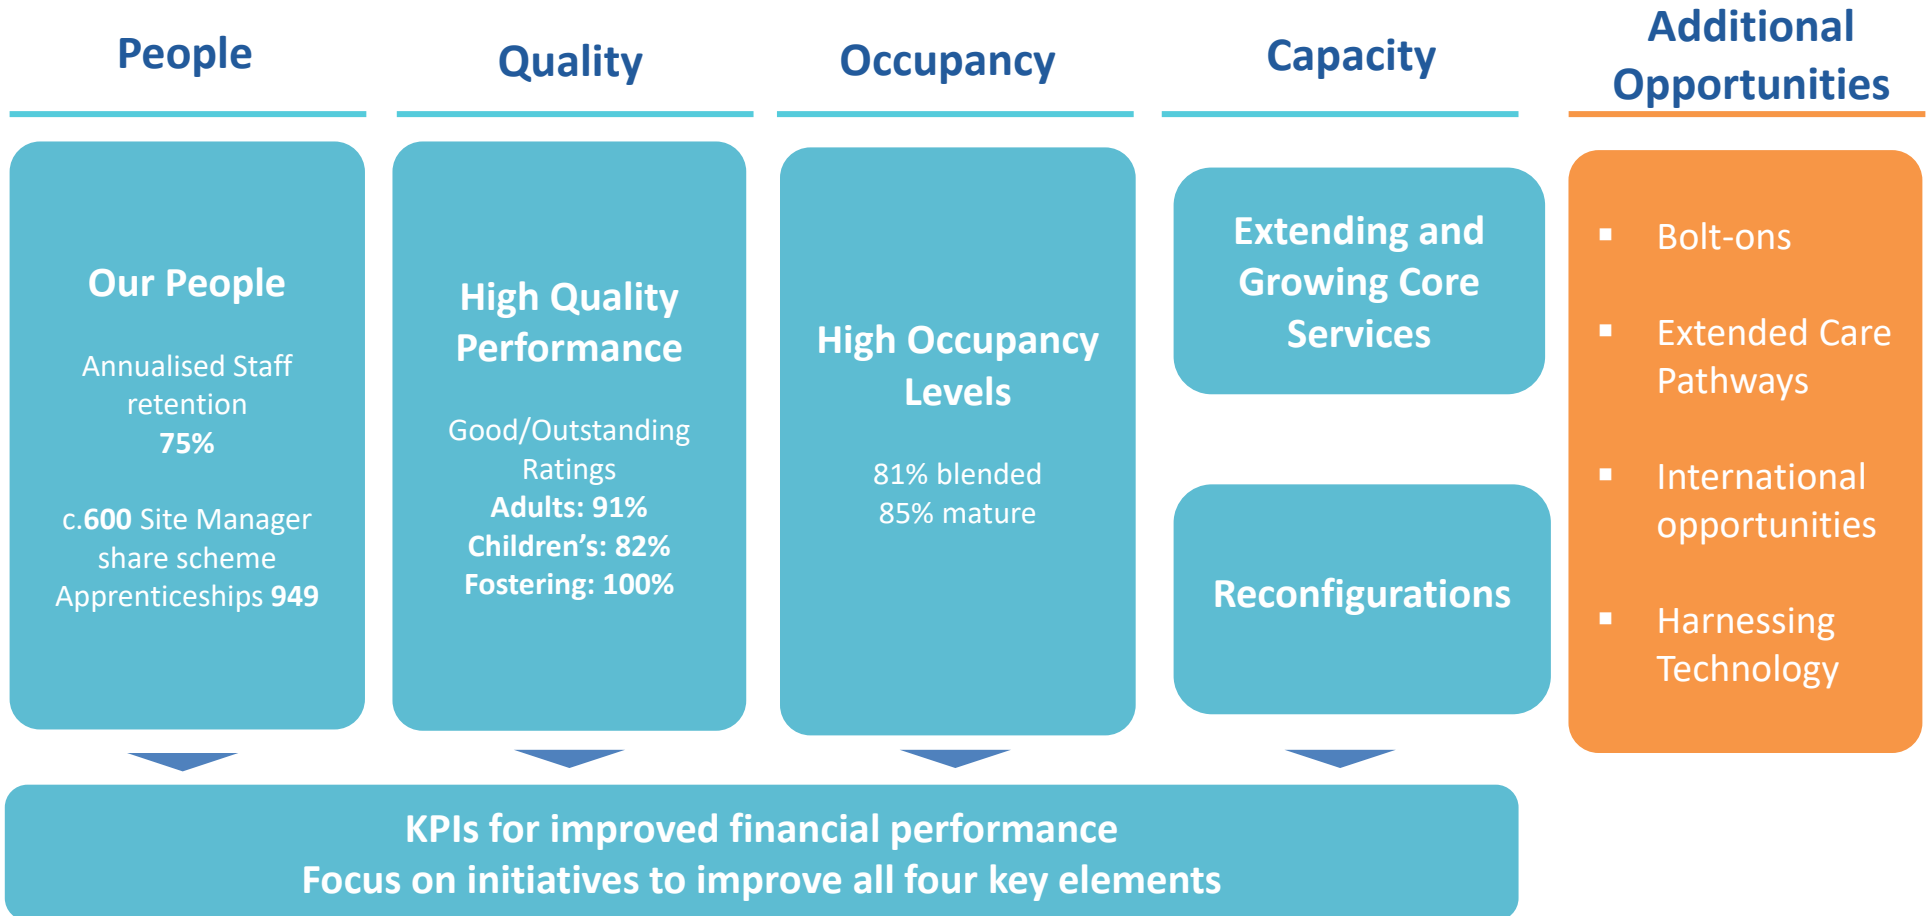 People
Quality
Occupancy
Capacity
Additional
Opportunities
Our People
Annualised Staff
retention
75%
c.600 Site Manager
share scheme
Apprenticeships 949
High Quality
Performance
Good/Outstanding
Ratings
Adults: 91%
Children’s: 82%
Fostering: 100%
High Occupancy
Levels
81% blended
85% mature
Extending and
Growing Core
Services
Reconfigurations
▪ Bolt-ons
▪ Extended Care
Pathways
▪ International
opportunities
▪ Harnessing
Technology
KPIs for improved financial performance
Focus on initiatives to improve all four key elements